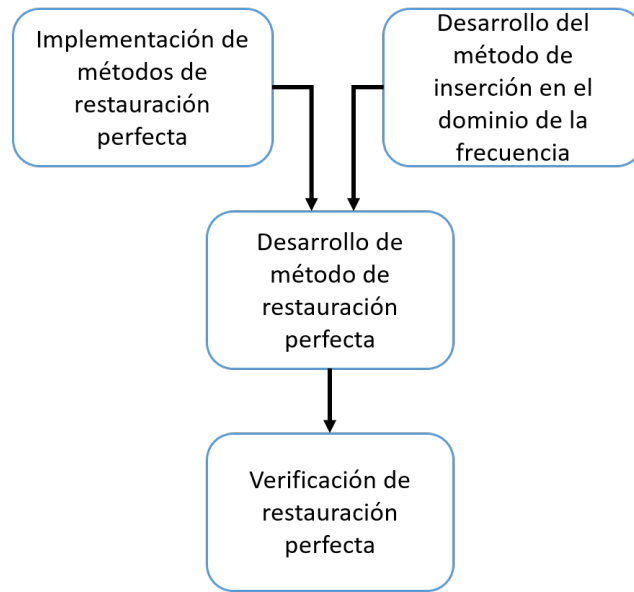 Implementación de
métodos de
restauración
perfecta
Desarrollo del
método de
inserción en el
dominio de la
frecuencia
Desarrollo de
método de
restauración
perfecta
Verificación de
restauración
perfecta